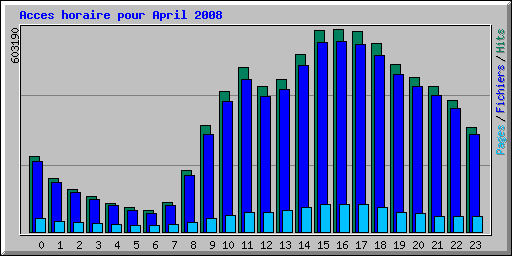 Acces horaire pour April 2008
603190
Pages / Fichiers / Hits
0 1 2 3 4 5 6 7 8 9 10 11 12 13 14 15 16 17 18 19 20 21 22 23